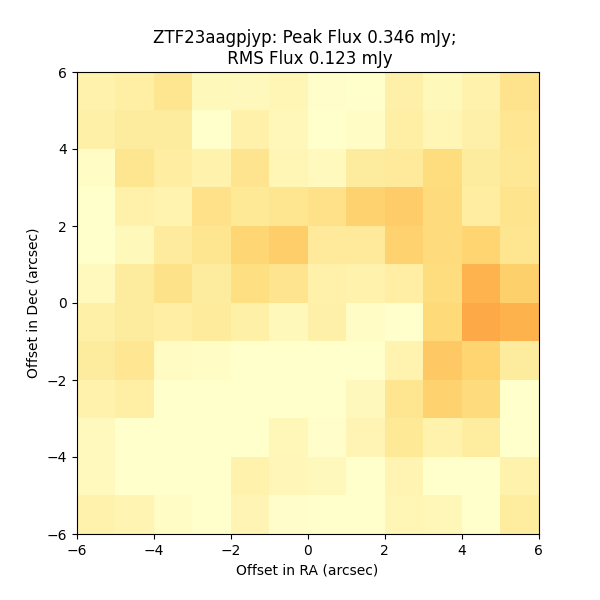 ZTF23aagpjyp: Peak Flux 0.346 mJy;
RMS Flux 0.123 mJy
6
4
2
0
−2
−4
−6
Offset in Dec (arcsec)
−6 −4 −2 0 2 4 6
Offset in RA (arcsec)